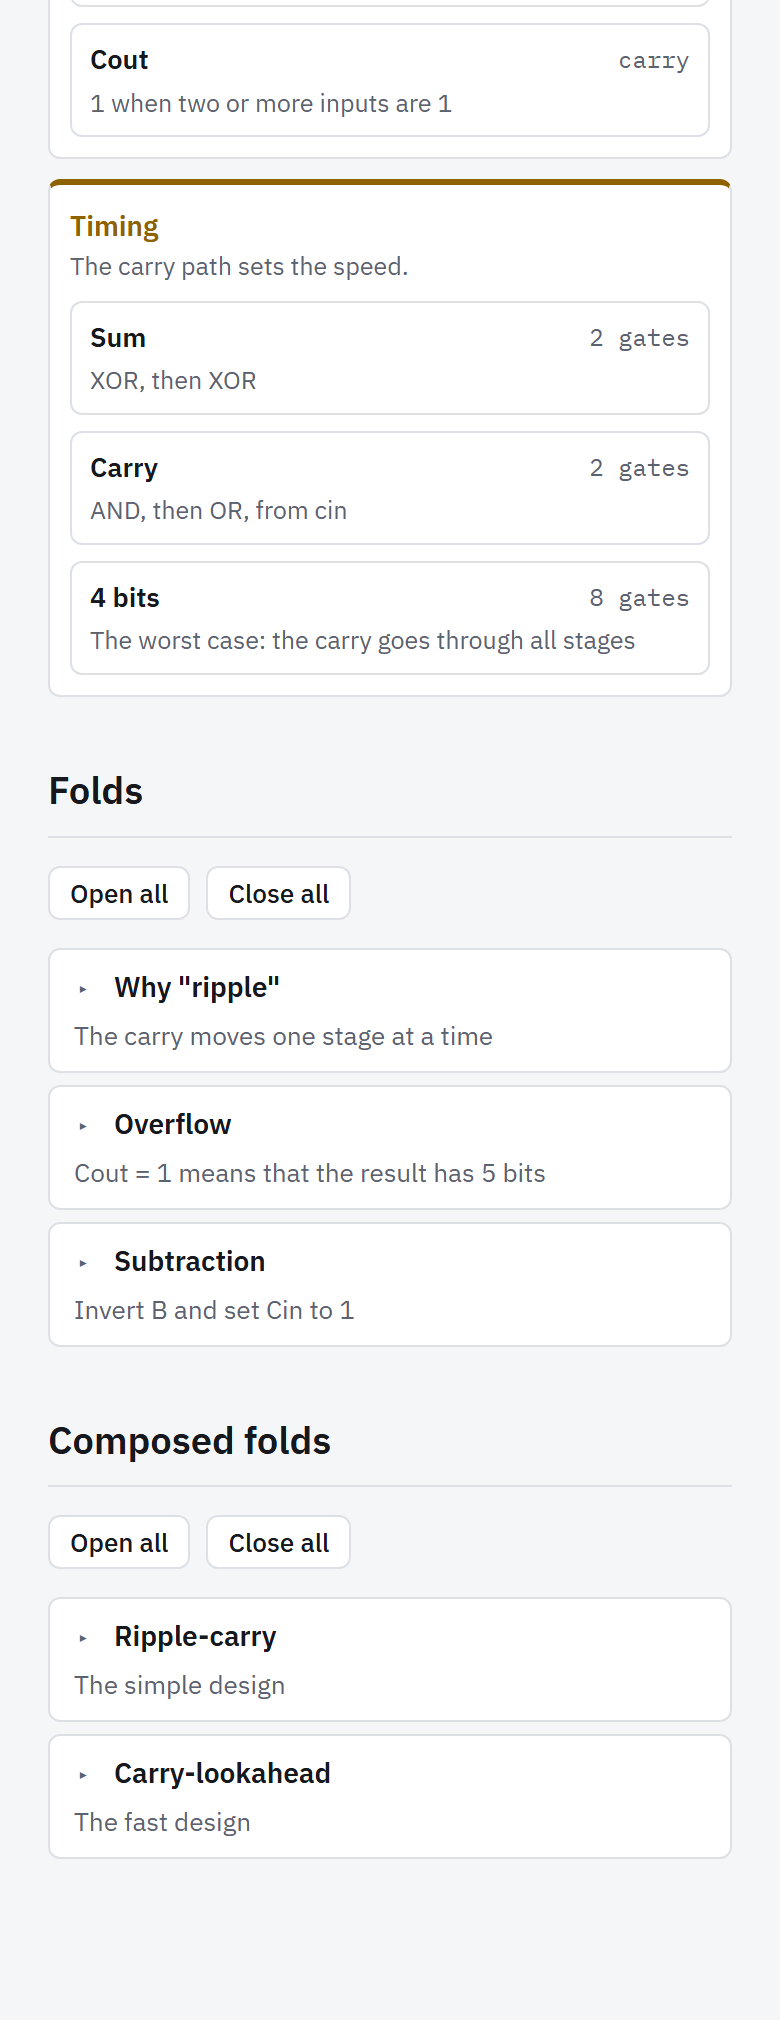 Cout carry
1 when two or more inputs are 1
Timing
The carry path sets the speed.
Sum 2 gates
XOR, then XOR
Carry 2 gates
AND, then OR, from cin
4 bits 8 gates
The worst case: the carry goes through all stages
Folds
Open all Close all
▸ Why "ripple"
The carry moves one stage at a time
▸ Overflow
Cout = 1 means that the result has 5 bits
▸ Subtraction
Invert B and set Cin to 1
Composed folds
Open all Close all
▸ Ripple-carry
The simple design
▸ Carry-lookahead
The fast design